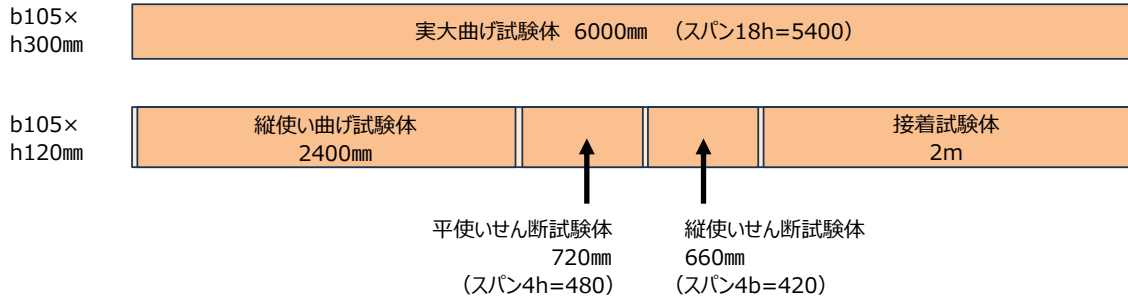 b105×
h300㎜
実大曲げ試験体 6000㎜ （スパン18h=5400）
b105×
h120㎜
縦使い曲げ試験体
2400㎜
接着試験体
2m
平使いせん断試験体
720㎜
（スパン4h=480）
縦使いせん断試験体
660㎜
（スパン4b=420）